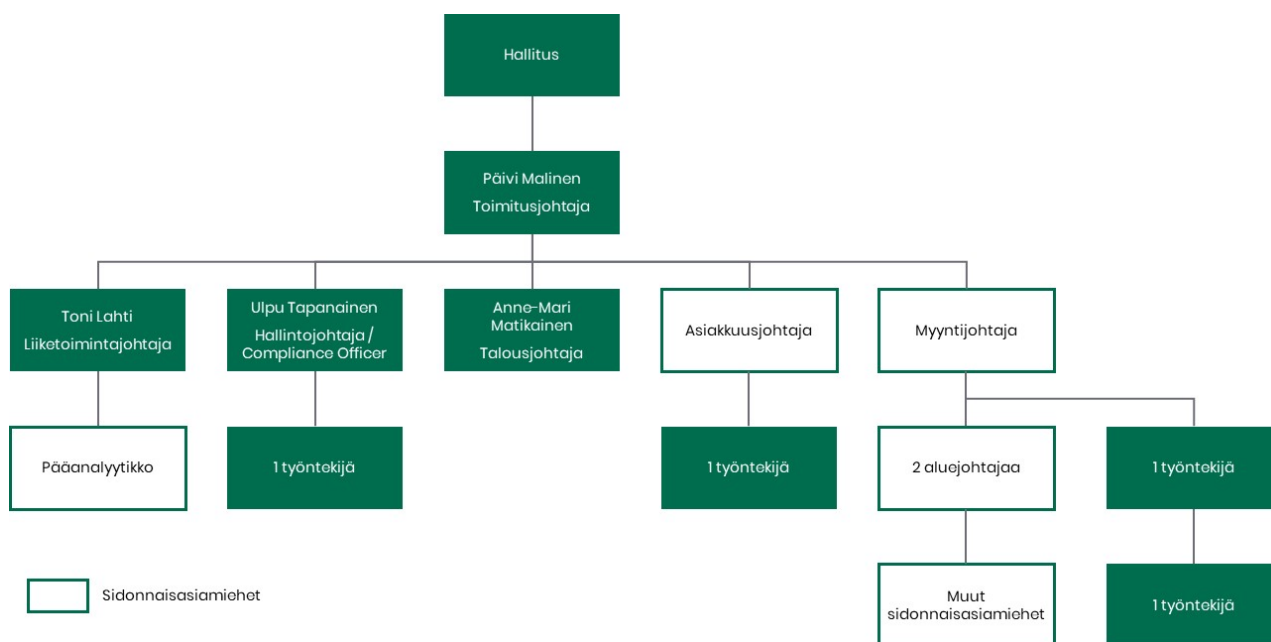 Hallitus
Päivi Malinen
Toimitusjohtaja
Toni Lahti
Liiketoimintajohtaja
Ulpu Tapanainen
Hallintojohtaja /
Compliance Officer
Anne-Mari
Matikainen
Talousjohtaja
Asiakkuusjohtaja
Myyntijohtaja
Pääanalyytikko
1 työntekijä
1 työntekijä
2 aluejohtajaa
1 työntekijä
Muut
sidonnaisasiamiehet
1 työntekijä
Sidonnaisasiamiehet